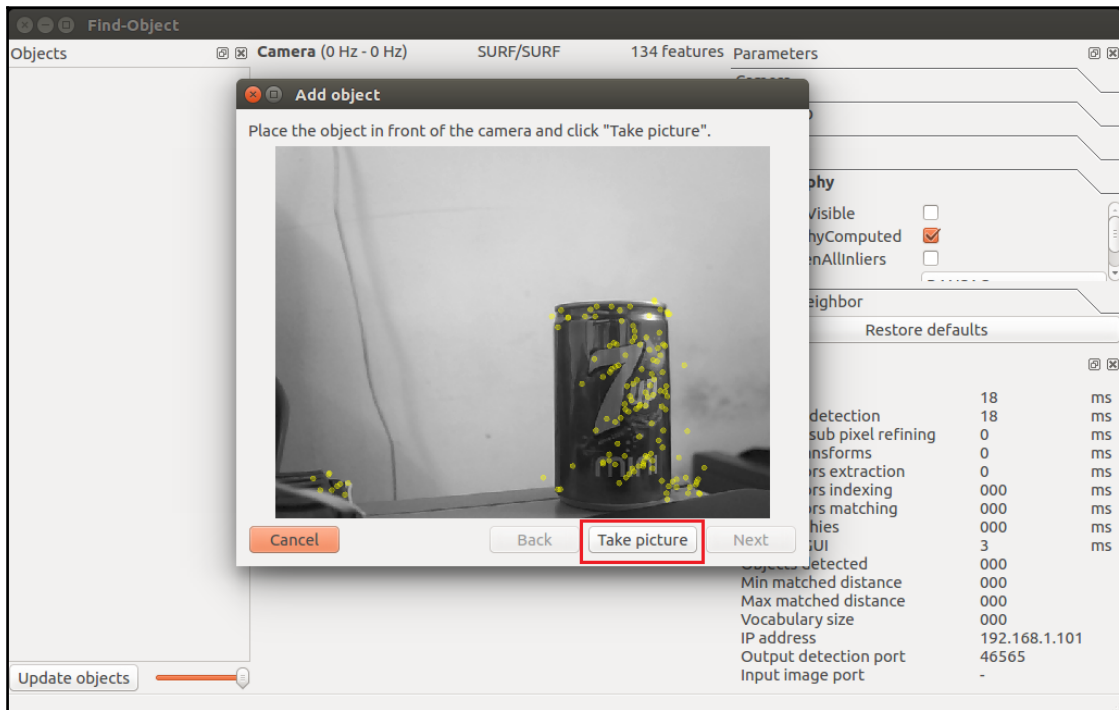 Find-Object
Objects
Camera (0 Hz - 0 Hz) SURF/SURF 134 features
Parameters
Add object
Place the object in front of the camera and click "Take picture".
7
mini
Cancel Back Take picture Next
phy
Visible
hyComputed
enAllInliers
eighbor
Restore defaults
18 ms
detection 18 ms
sub pixel refining 0 ms
nsforms 0 ms
ors extraction 0 ms
ors indexing 000 ms
ors matching 000 ms
hies 000 ms
GUI 3 ms
Objects detected 000
Min matched distance 000
Max matched distance 000
Vocabulary size 000
IP address 192.168.1.101
Output detection port 46565
Input image port -
Update objects